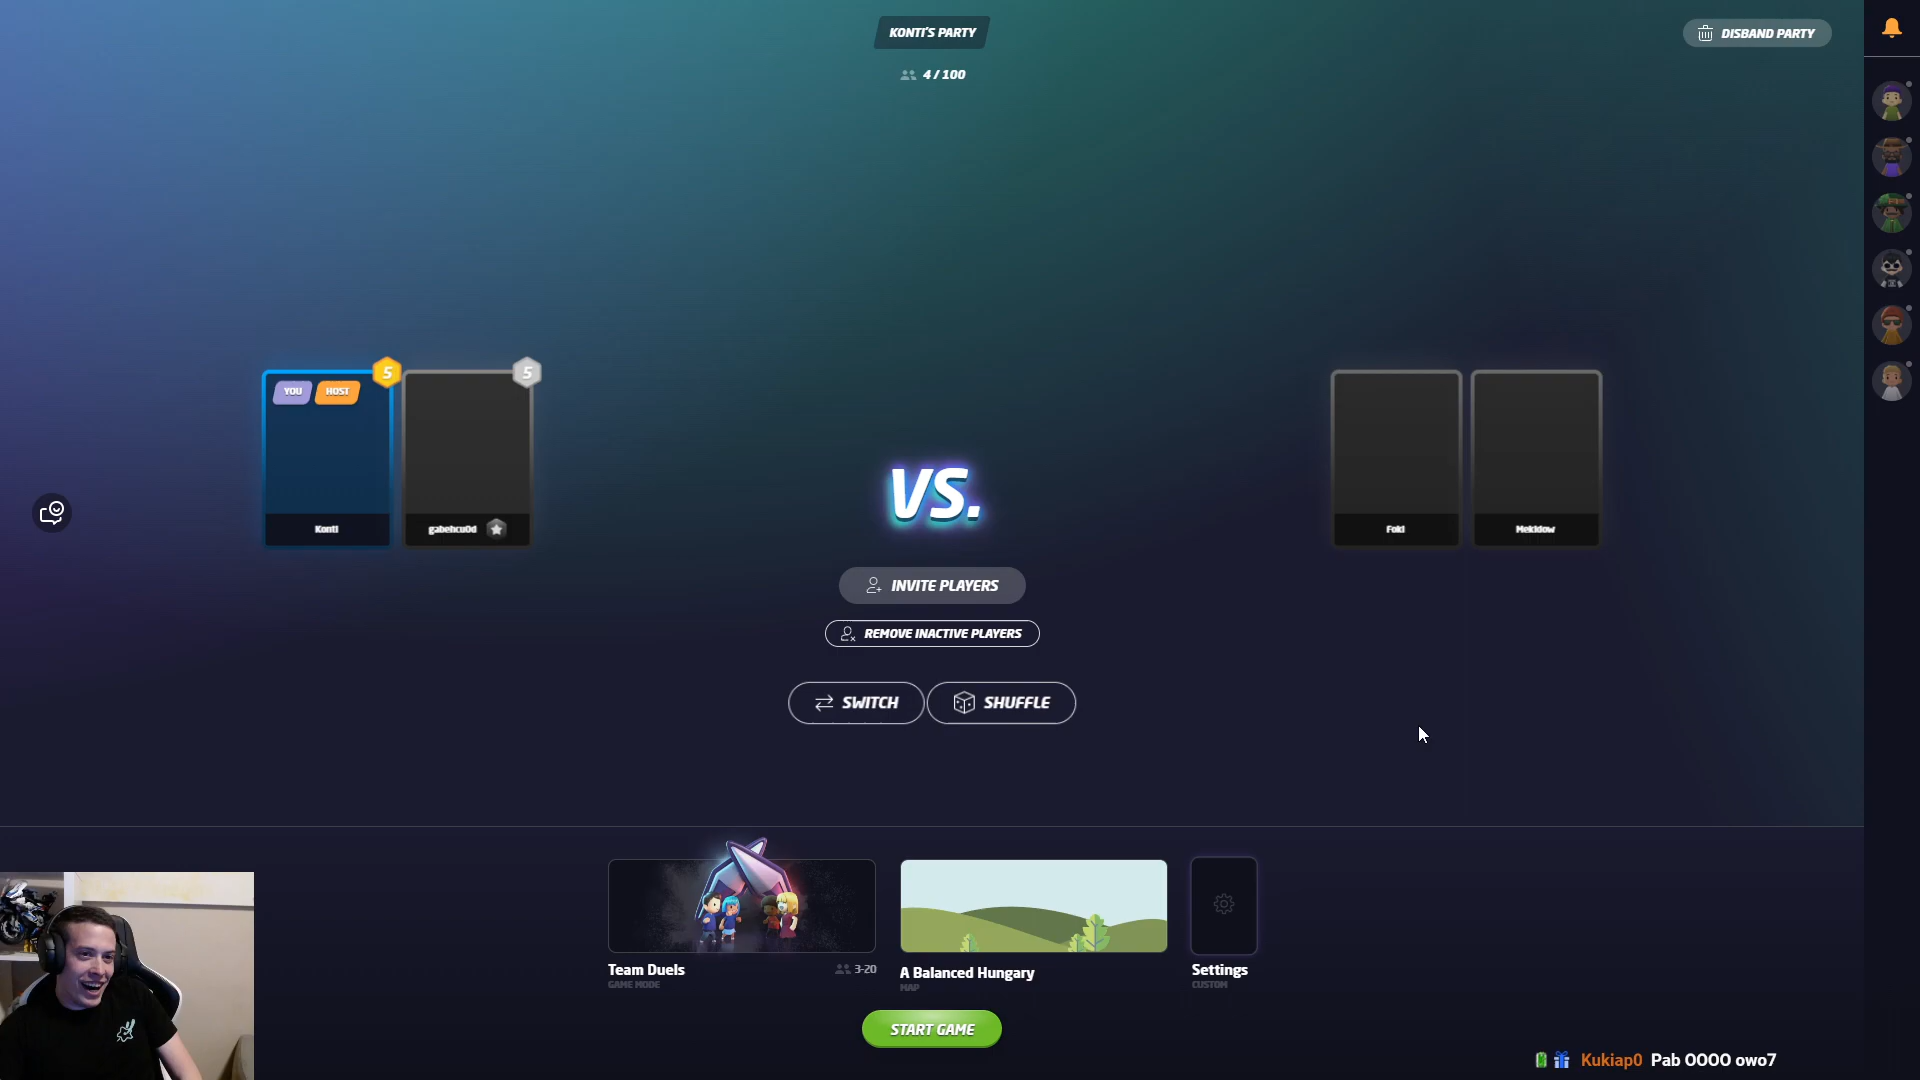 KONTI'S PARTY
DISBAND PARTY
4 / 100
5
5
YOU
HOST
Konti
gabehcu0d
VS.
Foki
Mekidow
INVITE PLAYERS
REMOVE INACTIVE PLAYERS
SWITCH
SHUFFLE
Team Duels
3-20
GAME MODE
A Balanced Hungary
MAP
Settings
CUSTOM
START GAME
Kukiap0 Pab OOOO owo7